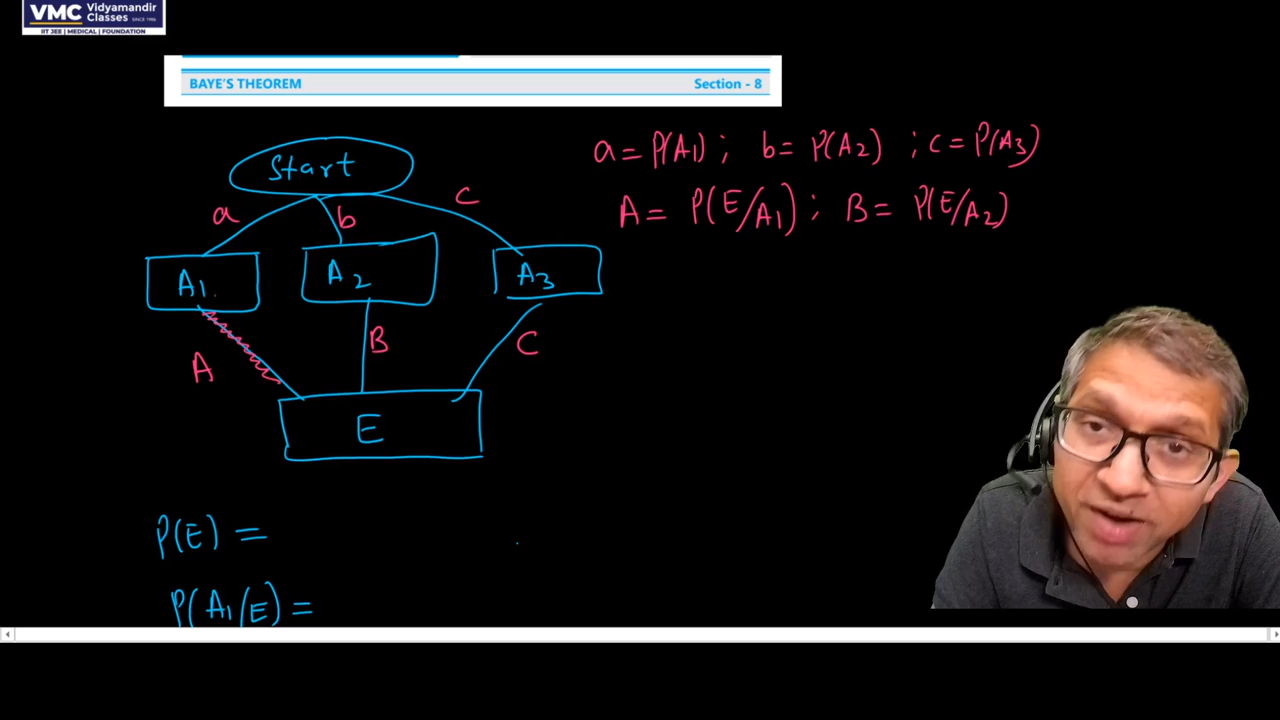 VMC Vidyamandir Classes SINCE 1986
IIT JEE | MEDICAL | FOUNDATION
BAYE'S THEOREM Section - 8
Start
a b c
A1 A2 A3
A B C
E
a = P(A1) ; b = P(A2) ; c = P(A3)
A = P(E/A1) ; B = P(E/A2)
P(E) =
P(A1/E) =